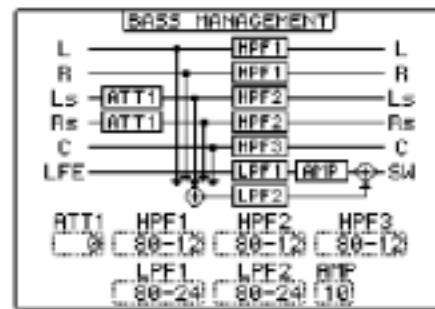 BASS MANAGEMENT
L HPF1 L
R HPF1 R
Ls ATT1 HPF2 Ls
Rs ATT1 HPF2 Rs
C HPF3 C
LFE LPF1 AMP SW
LPF2
ATT1 HPF1 HPF2 HPF3
0 80-12 80-12 80-12
LPF1 LPF2 AMP
80-24 80-24 10